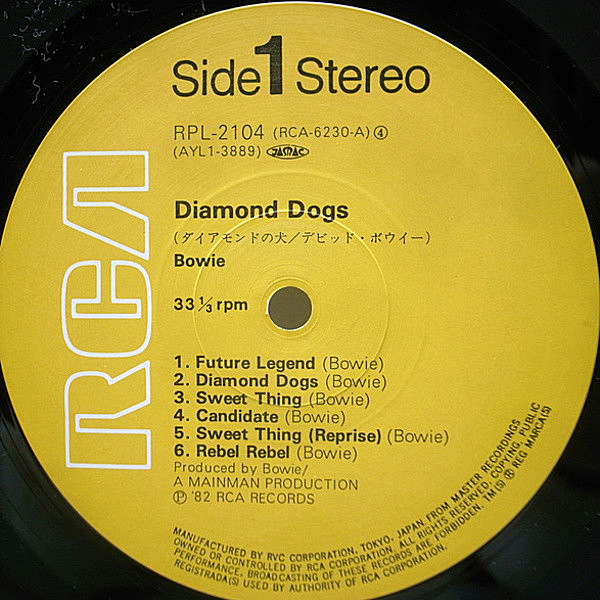 Side 1 Stereo
RPL-2104 (RCA-6230-A) ④
(AYL1-3889) JASRAC
RCA
Diamond Dogs
(ダイアモンドの犬/デビッド・ボウイー)
Bowie
33 1/3 rpm
1. Future Legend (Bowie)
2. Diamond Dogs (Bowie)
3. Sweet Thing (Bowie)
4. Candidate (Bowie)
5. Sweet Thing (Reprise) (Bowie)
6. Rebel Rebel (Bowie)
Produced by Bowie/
A MAINMAN PRODUCTION
Ⓟ '82 RCA RECORDS
MANUFACTURED BY RVC CORPORATION, TOKYO, JAPAN, FROM MASTER RECORDINGS
OWNED OR CONTROLLED BY RCA CORPORATION. ALL RIGHTS RESERVED, COPYING, PUBLIC
PERFORMANCE, BROADCASTING OF THESE RECORDS ARE FORBIDDEN. TM(S) ® REG MARCA(S)
REGISTRADA(S) USED BY AUTHORITY OF RCA CORPORATION.